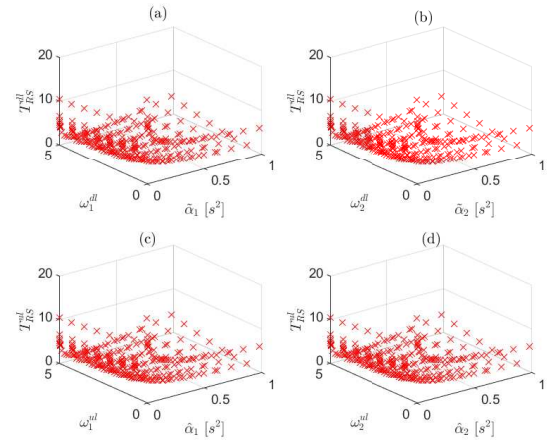 (a)
(b)
20
20
10
10
T_{RS}^{dl}
T_{RS}^{dl}
0
0
5
1
5
1
0.5
0.5
ω_1^{dl}
0 0
α̃_1 [s^2]
ω_2^{dl}
0 0
α̃_2 [s^2]
(c)
(d)
20
20
10
10
T_{RS}^{ul}
T_{RS}^{ul}
0
0
5
1
5
1
0.5
0.5
ω_1^{ul}
0 0
α̂_1 [s^2]
ω_2^{ul}
0 0
α̂_2 [s^2]